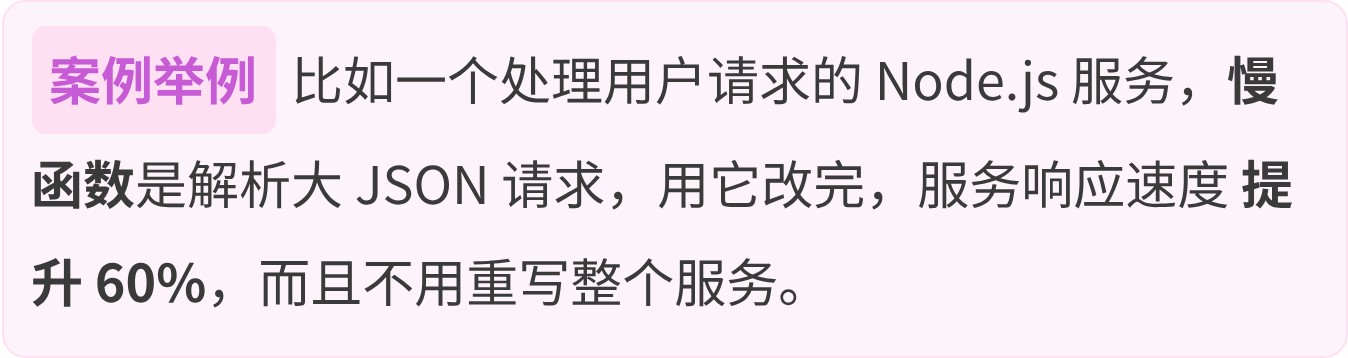 案例举例 比如一个处理用户请求的 Node.js 服务，慢
函数是解析大 JSON 请求，用它改完，服务响应速度 提
升 60%，而且不用重写整个服务。